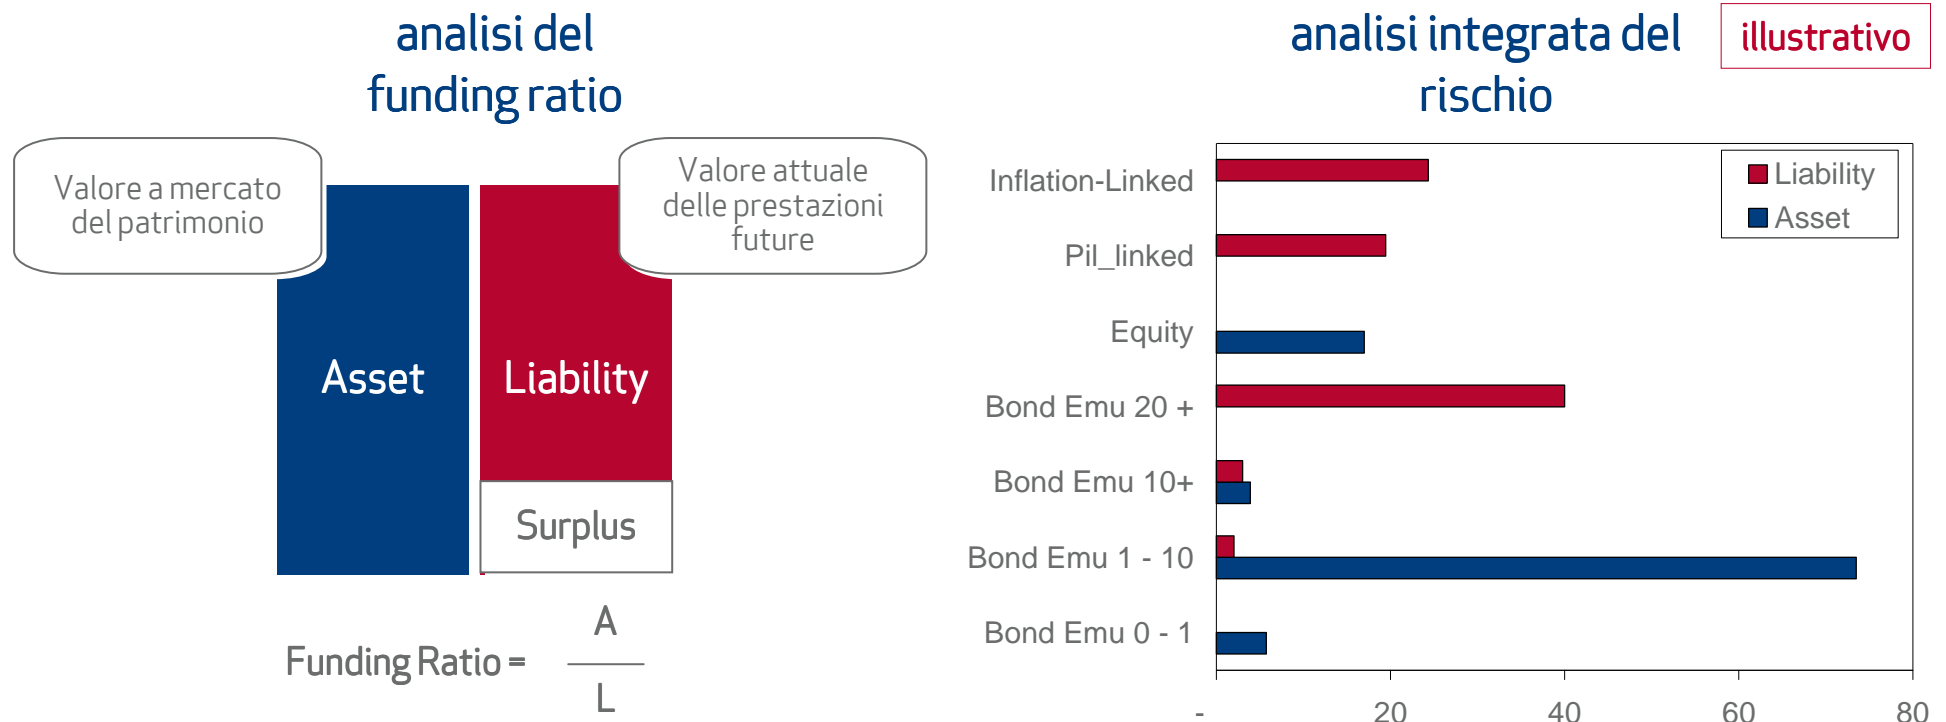 analisi del
funding ratio
Valore a mercato
del patrimonio
Valore attuale
delle prestazioni
future
Asset
Liability
Surplus
Funding Ratio =
A
L
analisi integrata del
rischio
illustrativo
Liability
Asset
Inflation-Linked
Pil_linked
Equity
Bond Emu 20 +
Bond Emu 10+
Bond Emu 1 - 10
Bond Emu 0 - 1
- 20 40 60 80